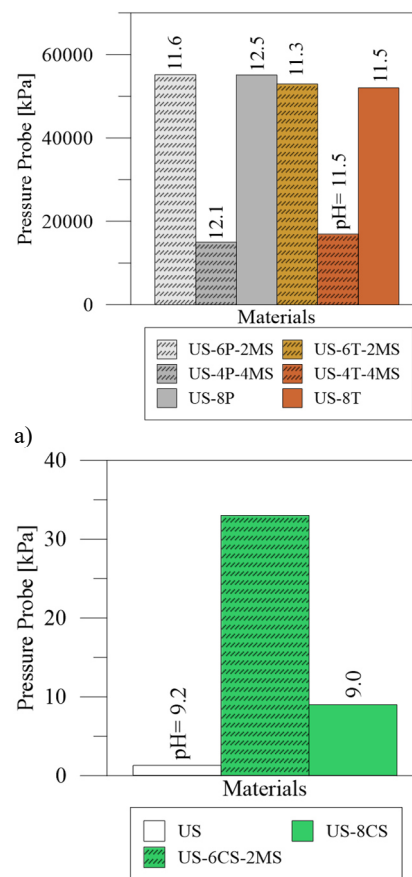 Pressure Probe [kPa]
60000
40000
20000
0
11.6
12.1
12.5
11.3
pH= 11.5
11.5
Materials
US-6P-2MS US-6T-2MS
US-4P-4MS US-4T-4MS
US-8P US-8T
a)
Pressure Probe [kPa]
40
30
20
10
0
pH= 9.2
9.0
Materials
US US-8CS
US-6CS-2MS